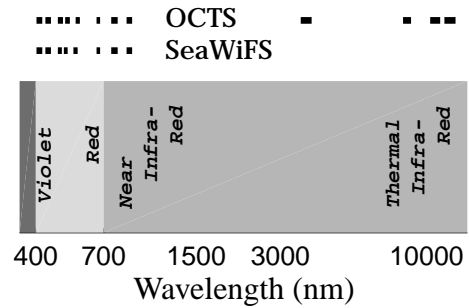 OCTS
SeaWiFS
Violet
Red
Near
Infra-
Red
Thermal
Infra-
Red
400 700 1500 3000 10000
Wavelength (nm)